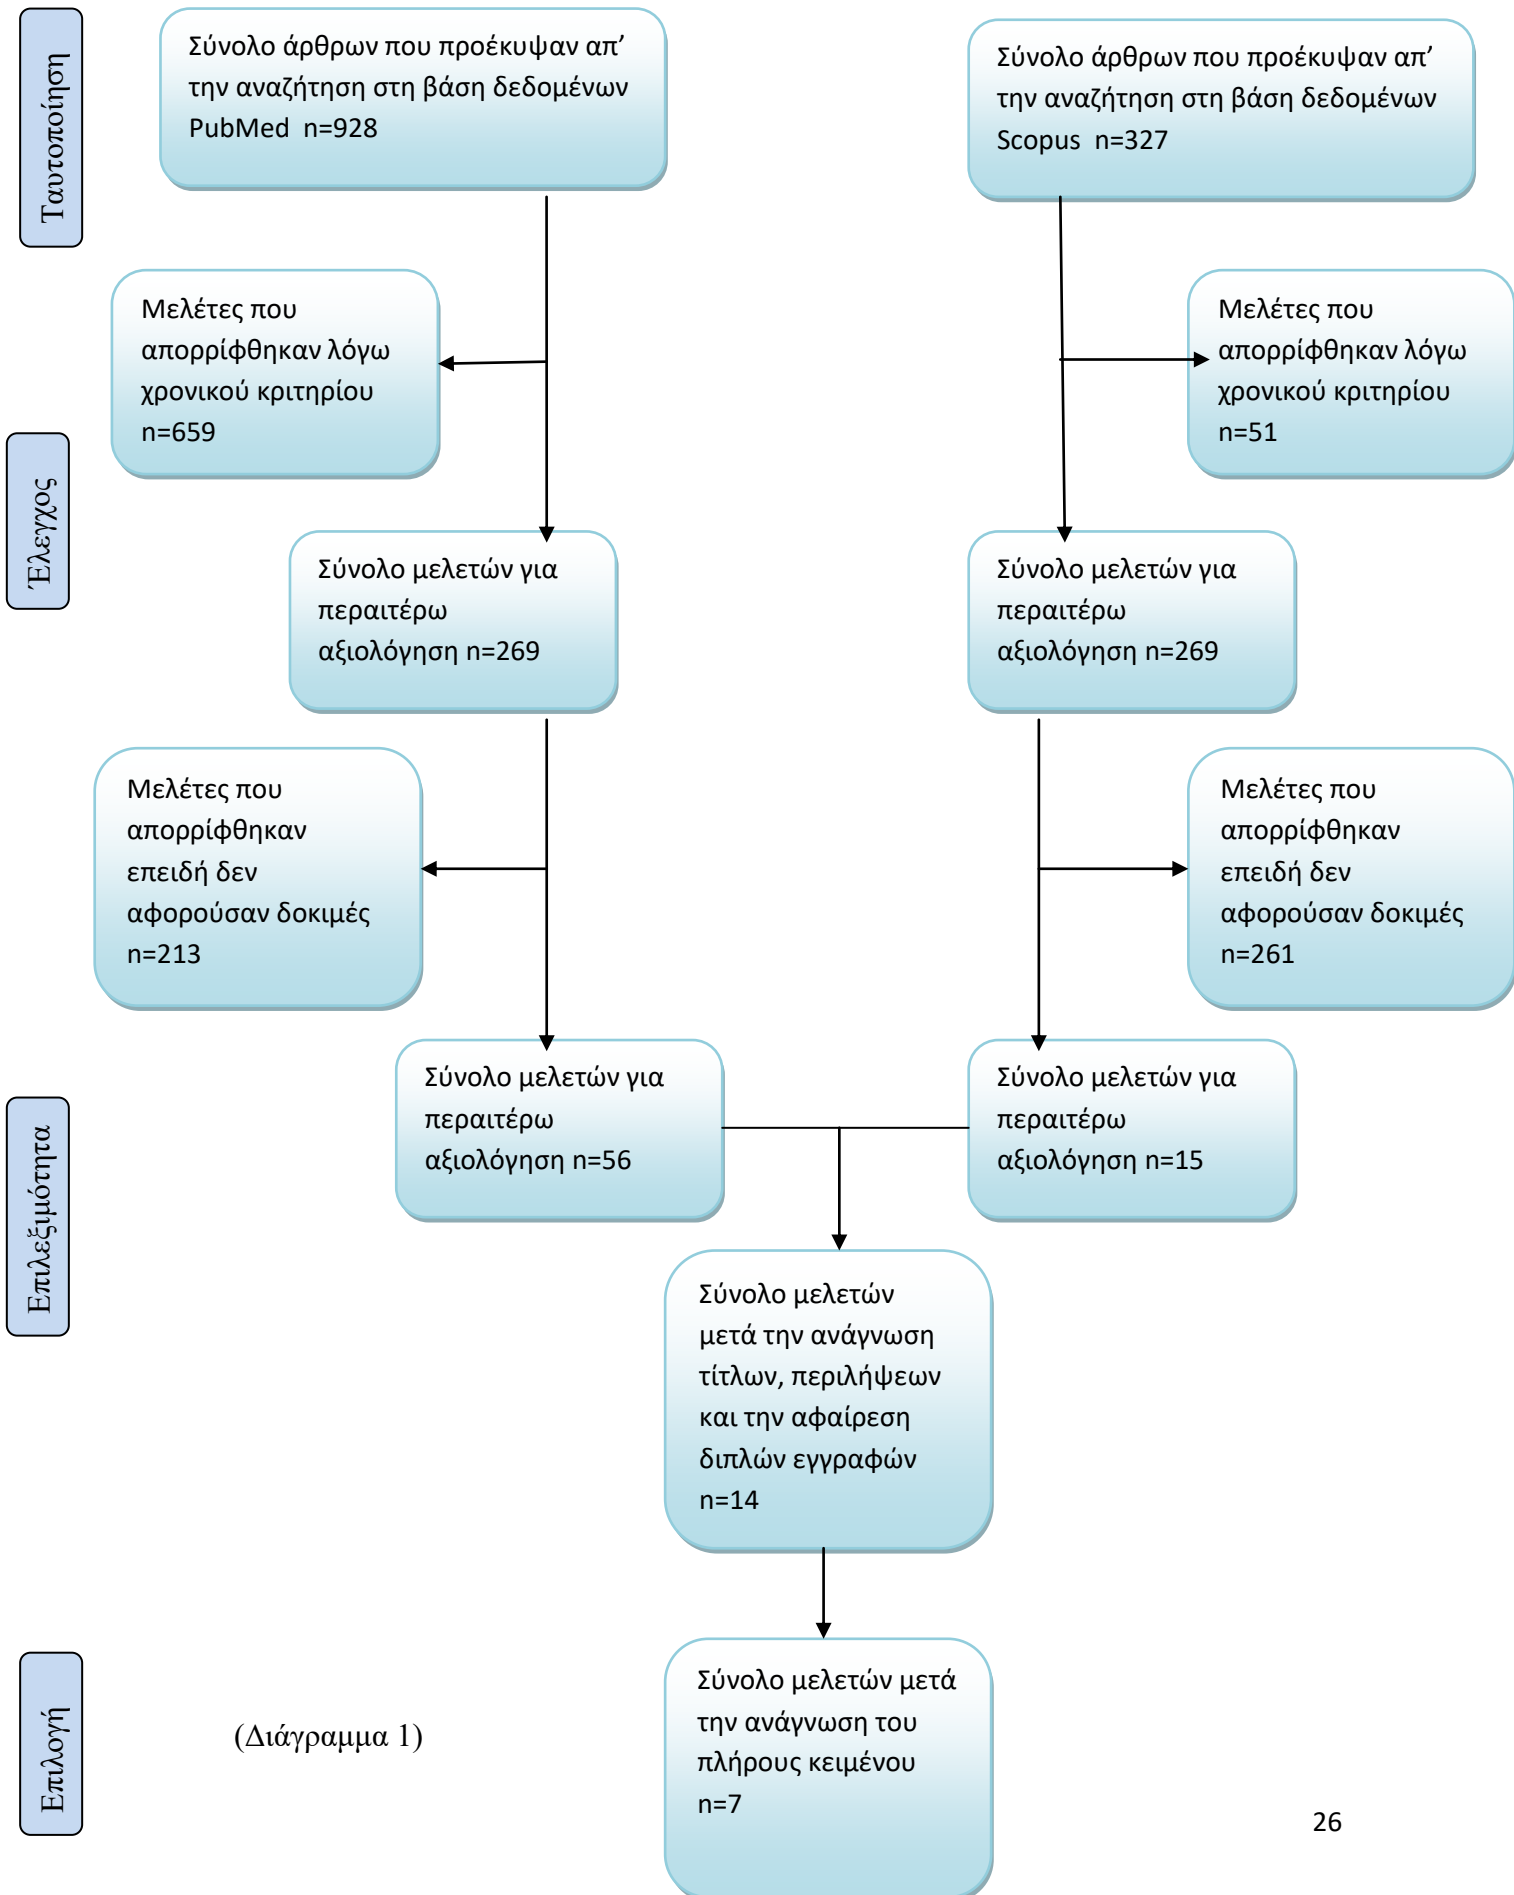 Ταυτοποίηση
Σύνολο άρθρων που προέκυψαν απ’
την αναζήτηση στη βάση δεδομένων
PubMed n=928
Σύνολο άρθρων που προέκυψαν απ’
την αναζήτηση στη βάση δεδομένων
Scopus n=327
Μελέτες που
απορρίφθηκαν λόγω
χρονικού κριτηρίου
n=659
Μελέτες που
απορρίφθηκαν λόγω
χρονικού κριτηρίου
n=51
Έλεγχος
Σύνολο μελετών για
περαιτέρω
αξιολόγηση n=269
Σύνολο μελετών για
περαιτέρω
αξιολόγηση n=269
Μελέτες που
απορρίφθηκαν
επειδή δεν
αφορούσαν δοκιμές
n=213
Μελέτες που
απορρίφθηκαν
επειδή δεν
αφορούσαν δοκιμές
n=261
Επιλεξιμότητα
Σύνολο μελετών για
περαιτέρω
αξιολόγηση n=56
Σύνολο μελετών για
περαιτέρω
αξιολόγηση n=15
Σύνολο μελετών
μετά την ανάγνωση
τίτλων, περιλήψεων
και την αφαίρεση
διπλών εγγραφών
n=14
Επιλογή
(Διάγραμμα 1)
Σύνολο μελετών μετά
την ανάγνωση του
πλήρους κειμένου
n=7
26